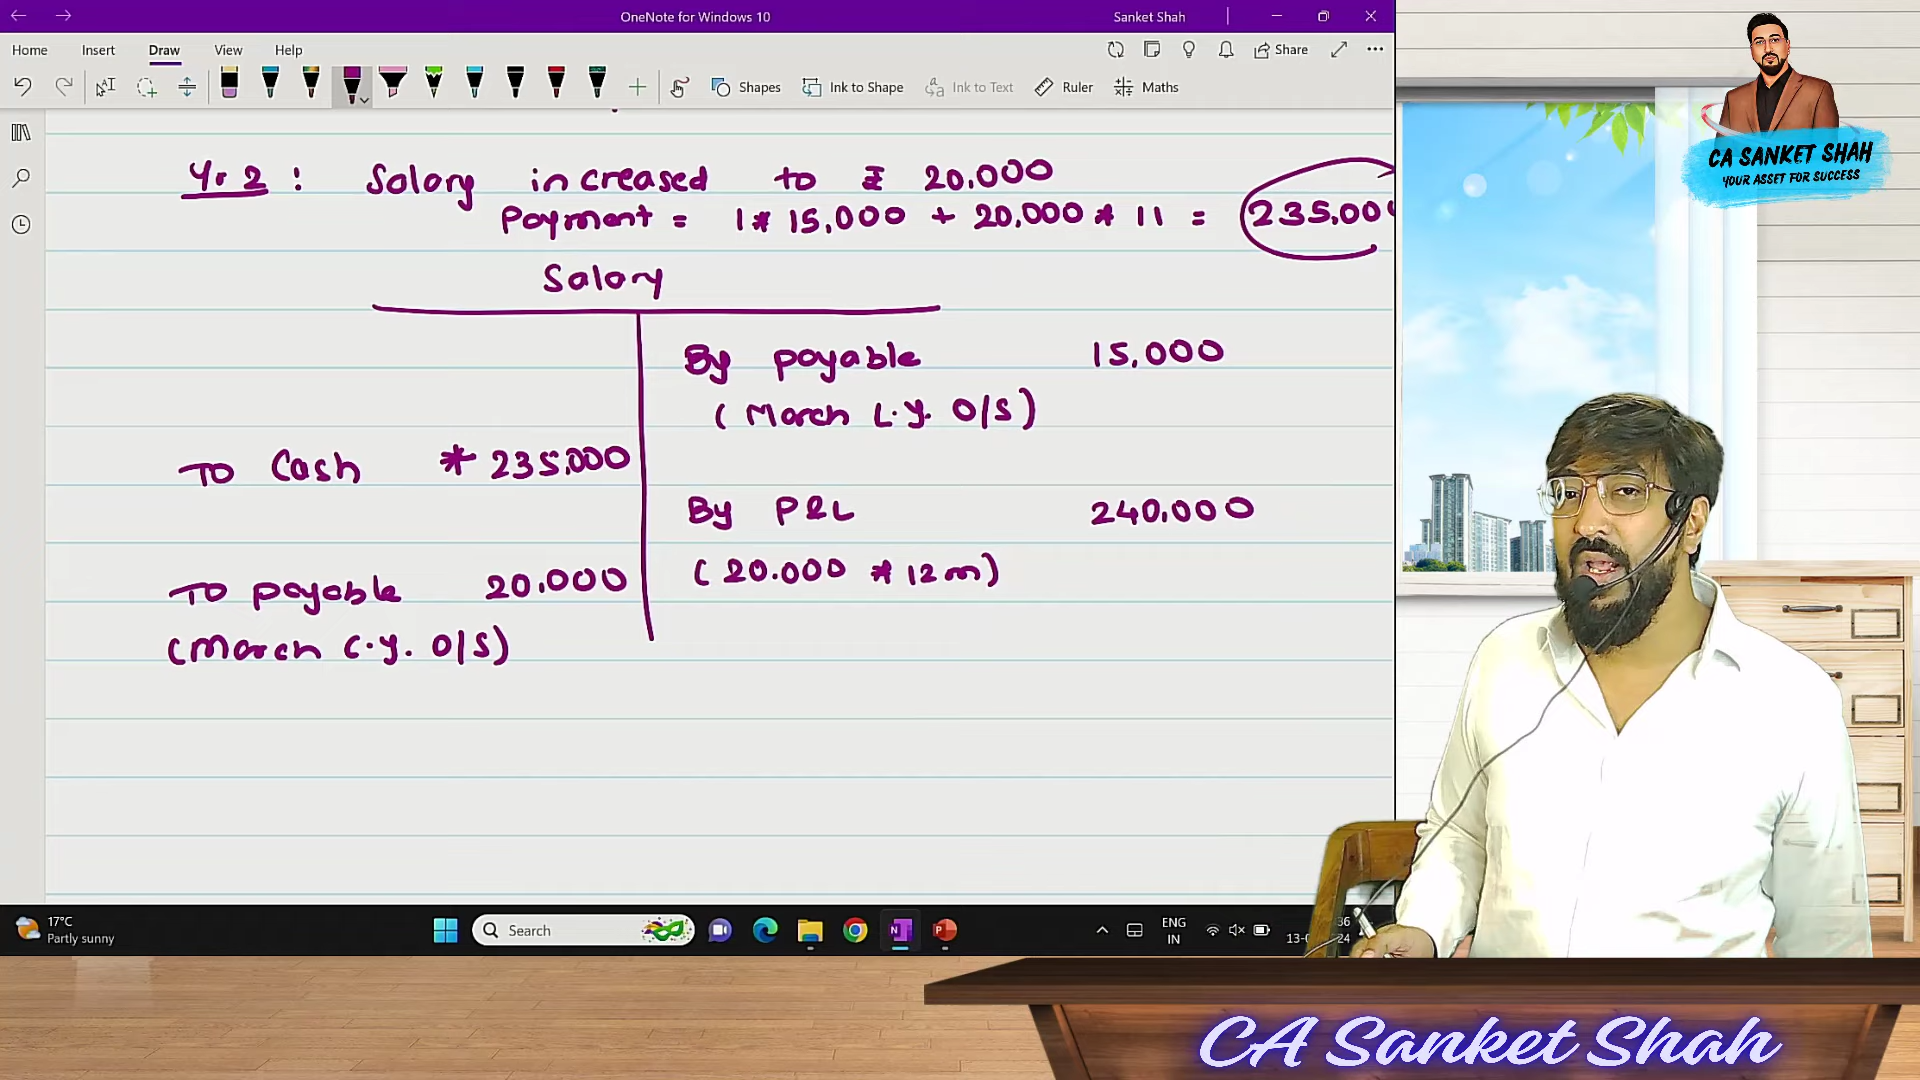 OneNote for Windows 10
Sanket Shah
Home Insert Draw View Help
Share
Shapes Ink to Shape Ink to Text Ruler Maths
CA SANKET SHAH
YOUR ASSET FOR SUCCESS
Yr 2 : Salary increased to ₹ 20,000
Payment = 1* 15,000 + 20,000 * 11 = 235,00
Salary
By payable 15,000
(March L.Y. O/S)
To Cash * 235,000
By P&L 240,000
(20.000 * 12m)
To payable 20,000
(March C.Y. O/S)
17°C
Partly sunny
Search
ENG
IN
36
24
CA Sanket Shah